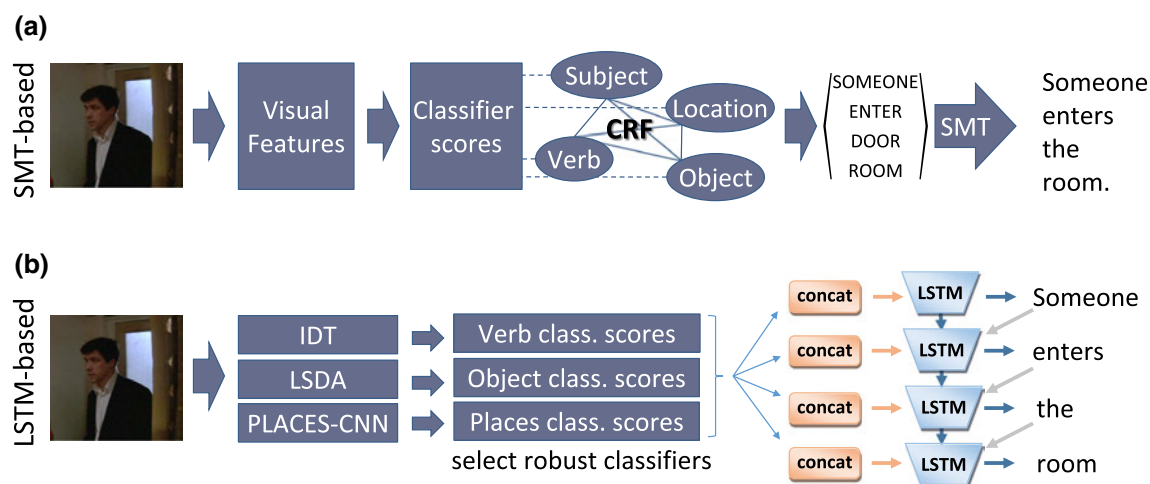 (a)
SMT-based
Visual
Features
Classifier
scores
Subject
Location
CRF
Verb
Object
SOMEONE
ENTER
DOOR
ROOM
SMT
Someone
enters
the
room.
(b)
LSTM-based
IDT
LSDA
PLACES-CNN
Verb class. scores
Object class. scores
Places class. scores
select robust classifiers
concat LSTM Someone
concat LSTM enters
concat LSTM the
concat LSTM room